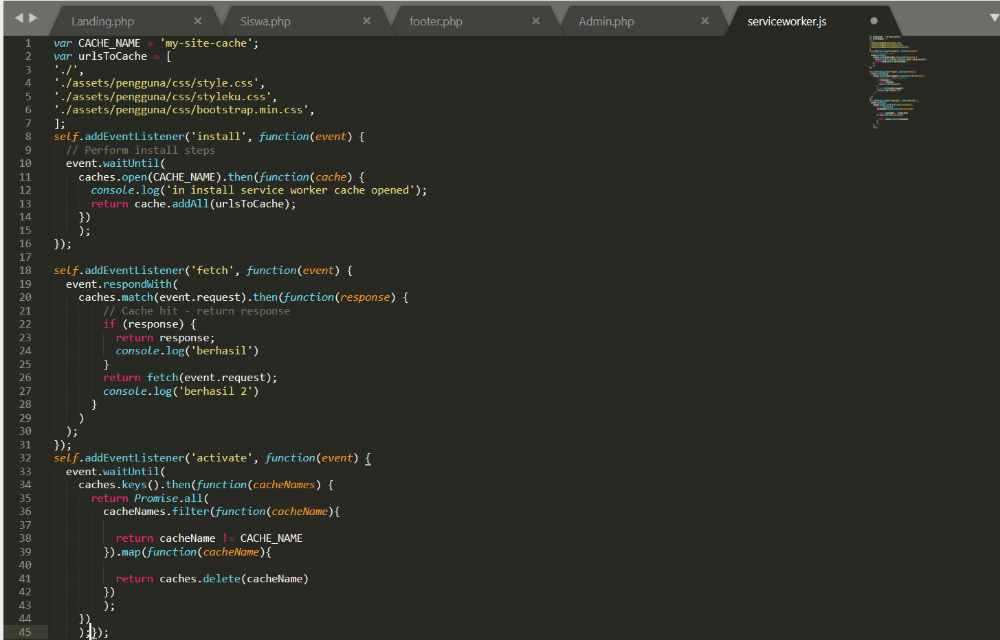 Landing.php × Siswa.php × footer.php × Admin.php × serviceworker.js
1 var CACHE_NAME = 'my-site-cache';
2 var urlsToCache = [
3 './',
4 './assets/pengguna/css/style.css',
5 './assets/pengguna/css/styleku.css',
6 './assets/pengguna/css/bootstrap.min.css',
7 ];
8 self.addEventListener('install', function(event) {
9 // Perform install steps
10 event.waitUntil(
11 caches.open(CACHE_NAME).then(function(cache) {
12 console.log('in install service worker cache opened');
13 return cache.addAll(urlsToCache);
14 })
15 );
16 });
17
18 self.addEventListener('fetch', function(event) {
19 event.respondWith(
20 caches.match(event.request).then(function(response) {
21 // Cache hit - return response
22 if (response) {
23 return response;
24 console.log('berhasil')
25 }
26 return fetch(event.request);
27 console.log('berhasil 2')
28 }
29 )
30 );
31 });
32 self.addEventListener('activate', function(event) {
33 event.waitUntil(
34 caches.keys().then(function(cacheNames) {
35 return Promise.all(
36 cacheNames.filter(function(cacheName){
37
38 return cacheName != CACHE_NAME
39 }).map(function(cacheName){
40
41 return caches.delete(cacheName)
42 })
43 );
44 })
45 );});